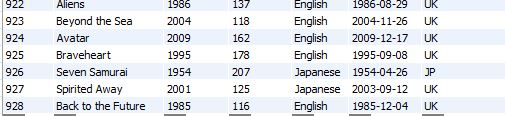 922 Aliens 1986 137 English 1986-08-29 UK
923 Beyond the Sea 2004 118 English 2004-11-26 UK
924 Avatar 2009 162 English 2009-12-17 UK
925 Braveheart 1995 178 English 1995-09-08 UK
926 Seven Samurai 1954 207 Japanese 1954-04-26 JP
927 Spirited Away 2001 125 Japanese 2003-09-12 UK
928 Back to the Future 1985 116 English 1985-12-04 UK